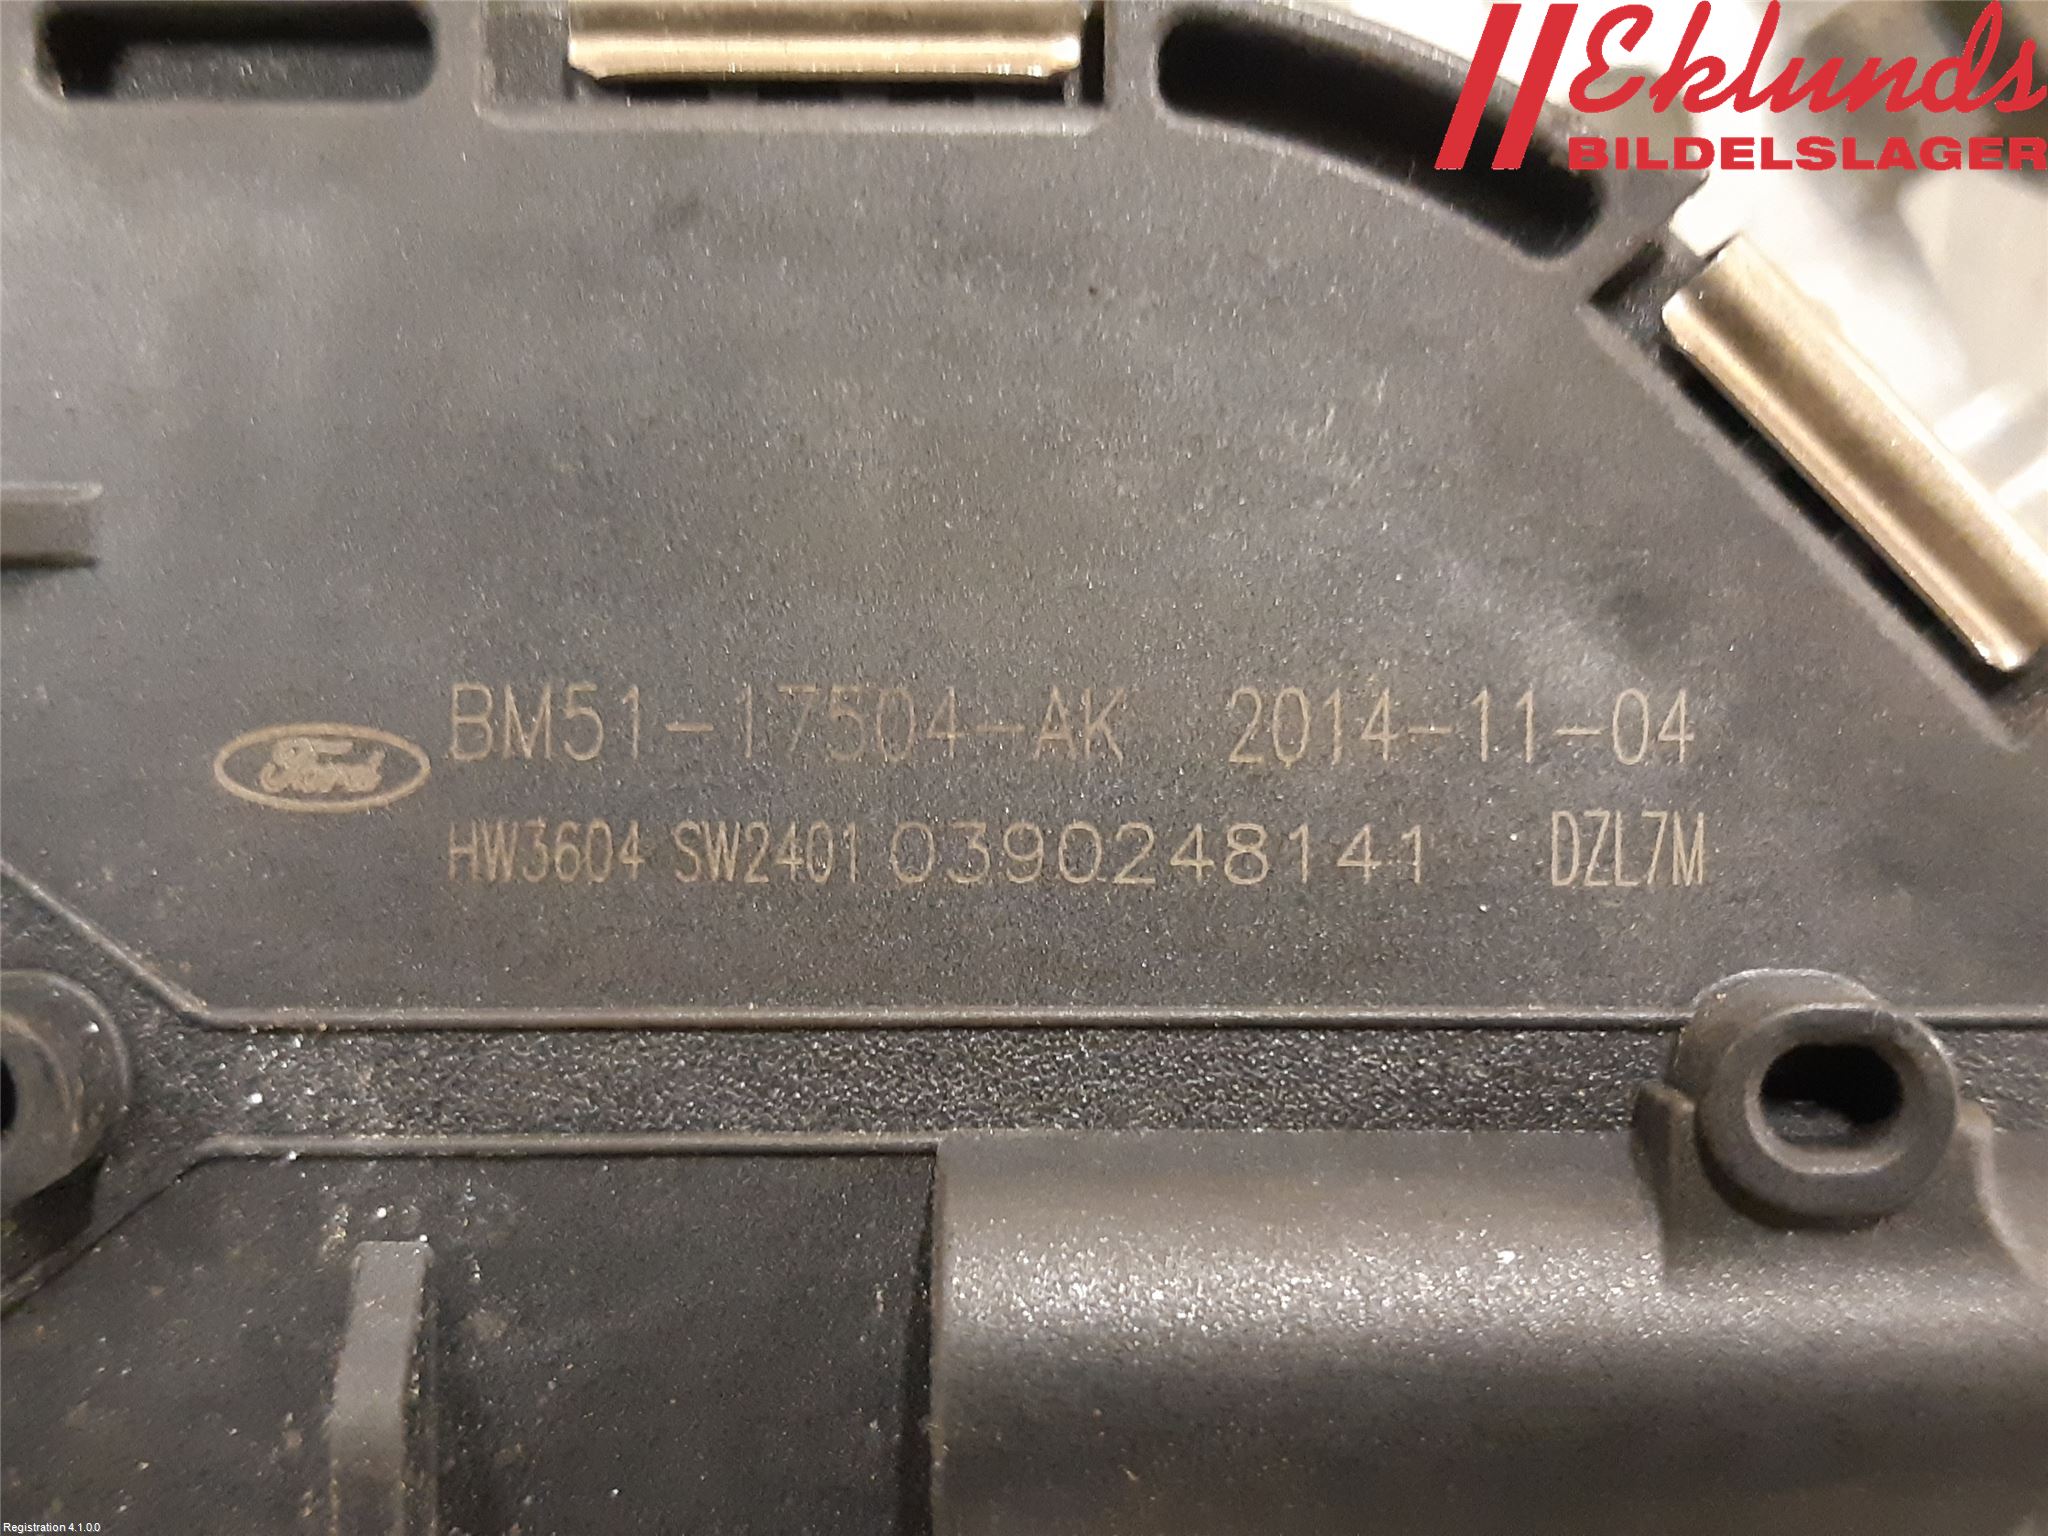 Eklunds
BILDELSLAGER
Ford BM51-17504-AK 2014-11-04
HW3604 SW2401 0390248141 DZL7M
Registration 4.1.0.0